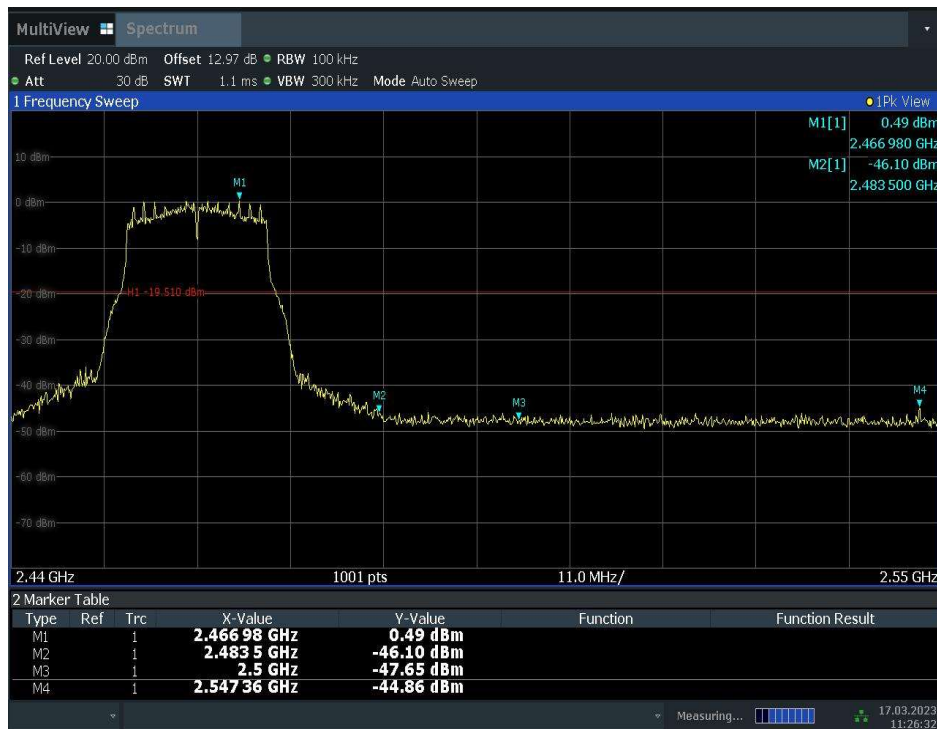 MultiView Spectrum
Ref Level 20.00 dBm Offset 12.97 dB RBW 100 kHz
Att 30 dB SWT 1.1 ms VBW 300 kHz Mode Auto Sweep
1 Frequency Sweep 1Pk View
M1[1] 0.49 dBm
2.466 980 GHz
10 dBm
M2[1] -46.10 dBm
M1
2.483 500 GHz
0 dBm
-10 dBm
-20 dBm H1 -19.510 dBm
-30 dBm
-40 dBm
M2 M3 M4
-50 dBm
-60 dBm
-70 dBm
2.44 GHz 1001 pts 11.0 MHz/ 2.55 GHz
2 Marker Table
Type Ref Trc X-Value Y-Value Function Function Result
M1 1 2.466 98 GHz 0.49 dBm
M2 1 2.483 5 GHz -46.10 dBm
M3 1 2.5 GHz -47.65 dBm
M4 1 2.547 36 GHz -44.86 dBm
Measuring... 17.03.2023
11:26:32